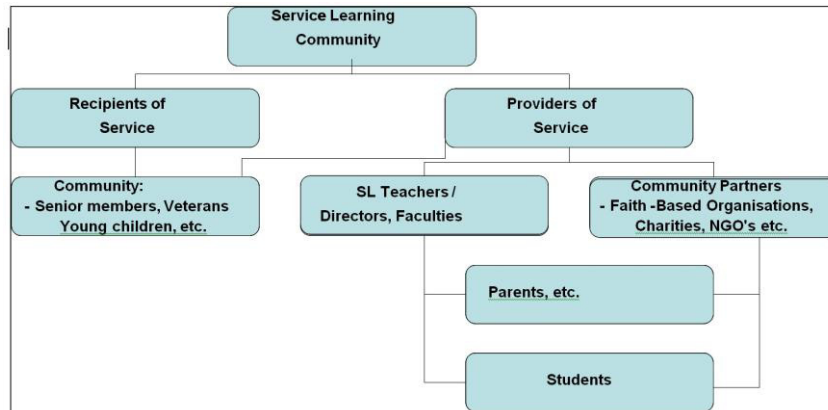 Service Learning
Community
Recipients of
Service
Providers of
Service
Community:
- Senior members, Veterans
Young children, etc.
SL Teachers /
Directors, Faculties
Community Partners
- Faith -Based Organisations,
Charities, NGO's etc.
Parents, etc.
Students